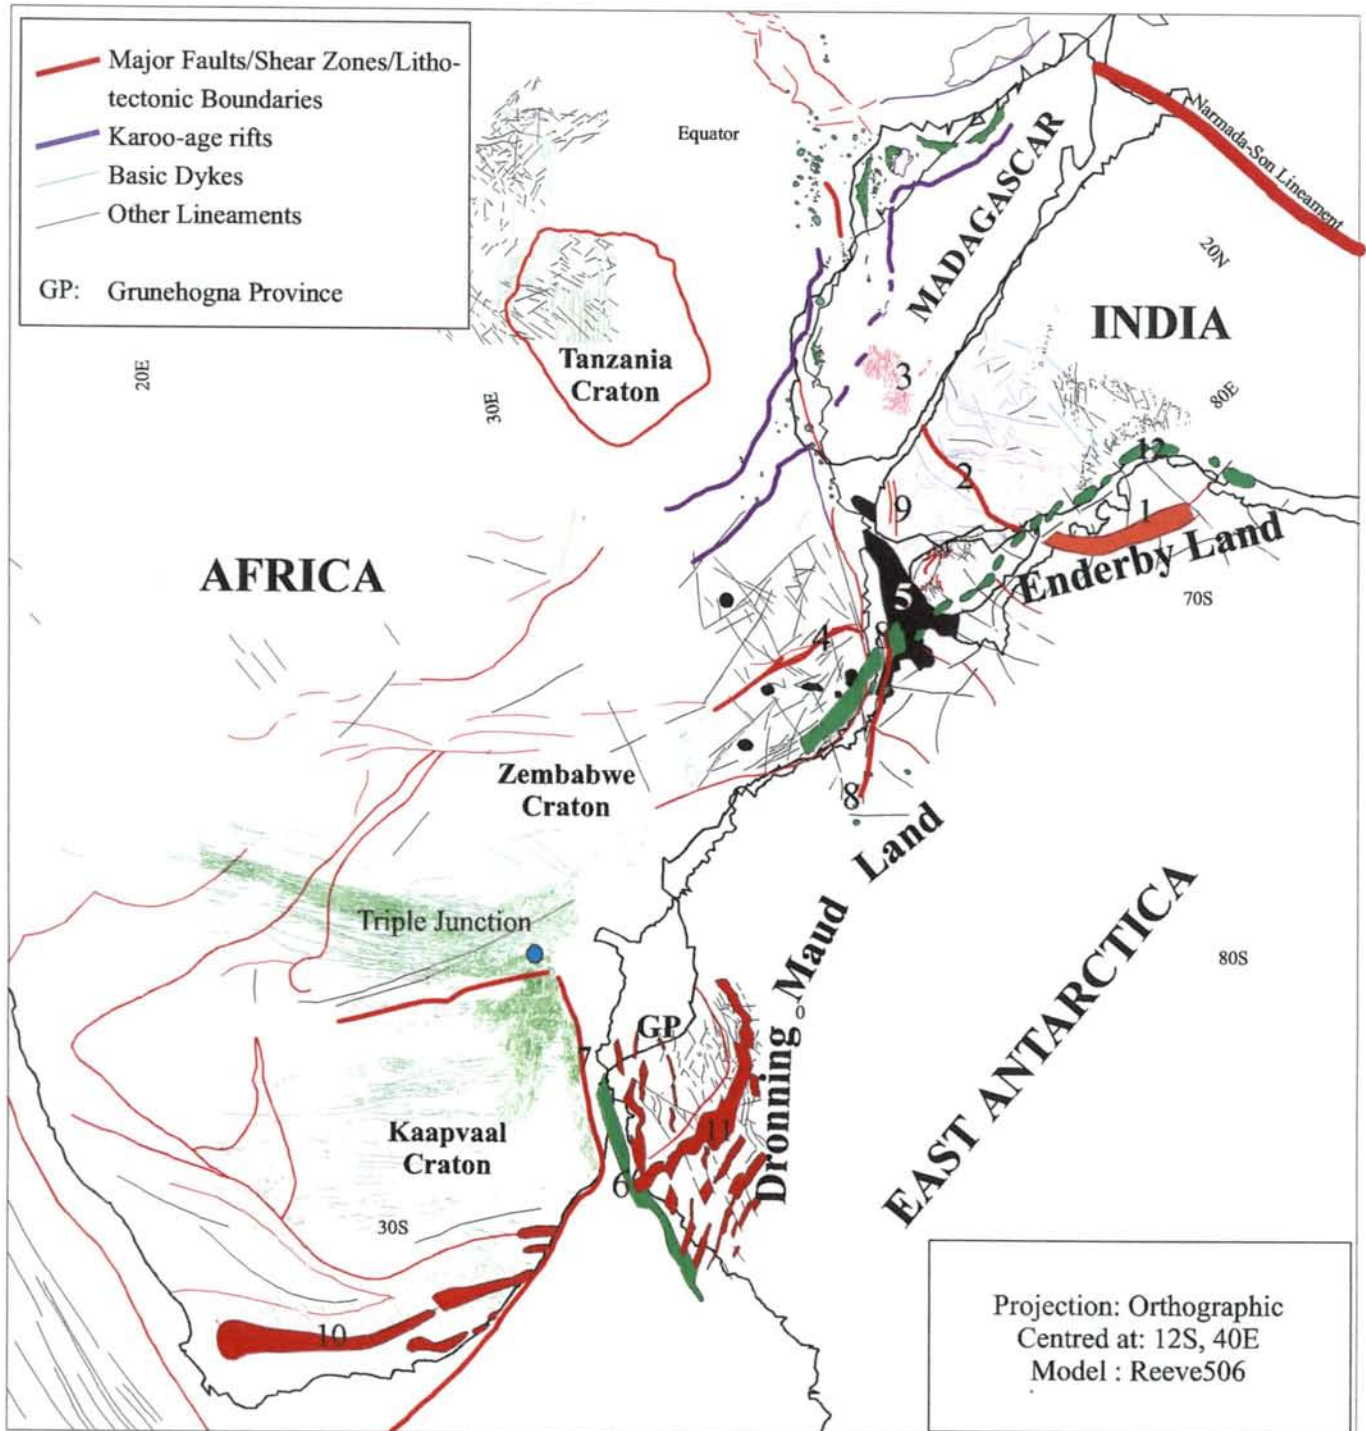 Major Faults/Shear Zones/Litho-
tectonic Boundaries
Karoo-age rifts
Basic Dykes
Other Lineaments
GP: Grunehogna Province
Equator
MADAGASCAR
Narmada-Son Lineament
20N
INDIA
80E
20E
30E
Tanzania
Craton
3
12
2
1
9
Enderby Land
AFRICA
5
70S
4
8
Zembabwe
Craton
8
Dronning Maud Land
Triple Junction
80S
0
GP
7
EAST ANTARCTICA
Kaapvaal
Craton
11
6
30S
10
Projection: Orthographic
Centred at: 12S, 40E
Model : Reeve506